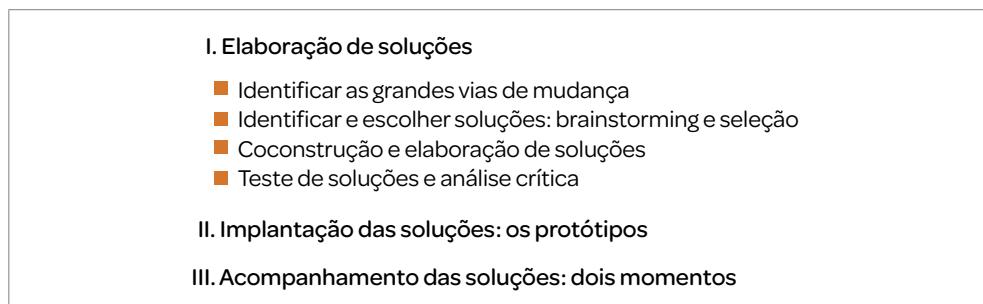 I. Elaboração de soluções
Identificar as grandes vias de mudança
Identificar e escolher soluções: brainstorming e seleção
Coconstrução e elaboração de soluções
Teste de soluções e análise crítica
II. Implantação das soluções: os protótipos
III. Acompanhamento das soluções: dois momentos